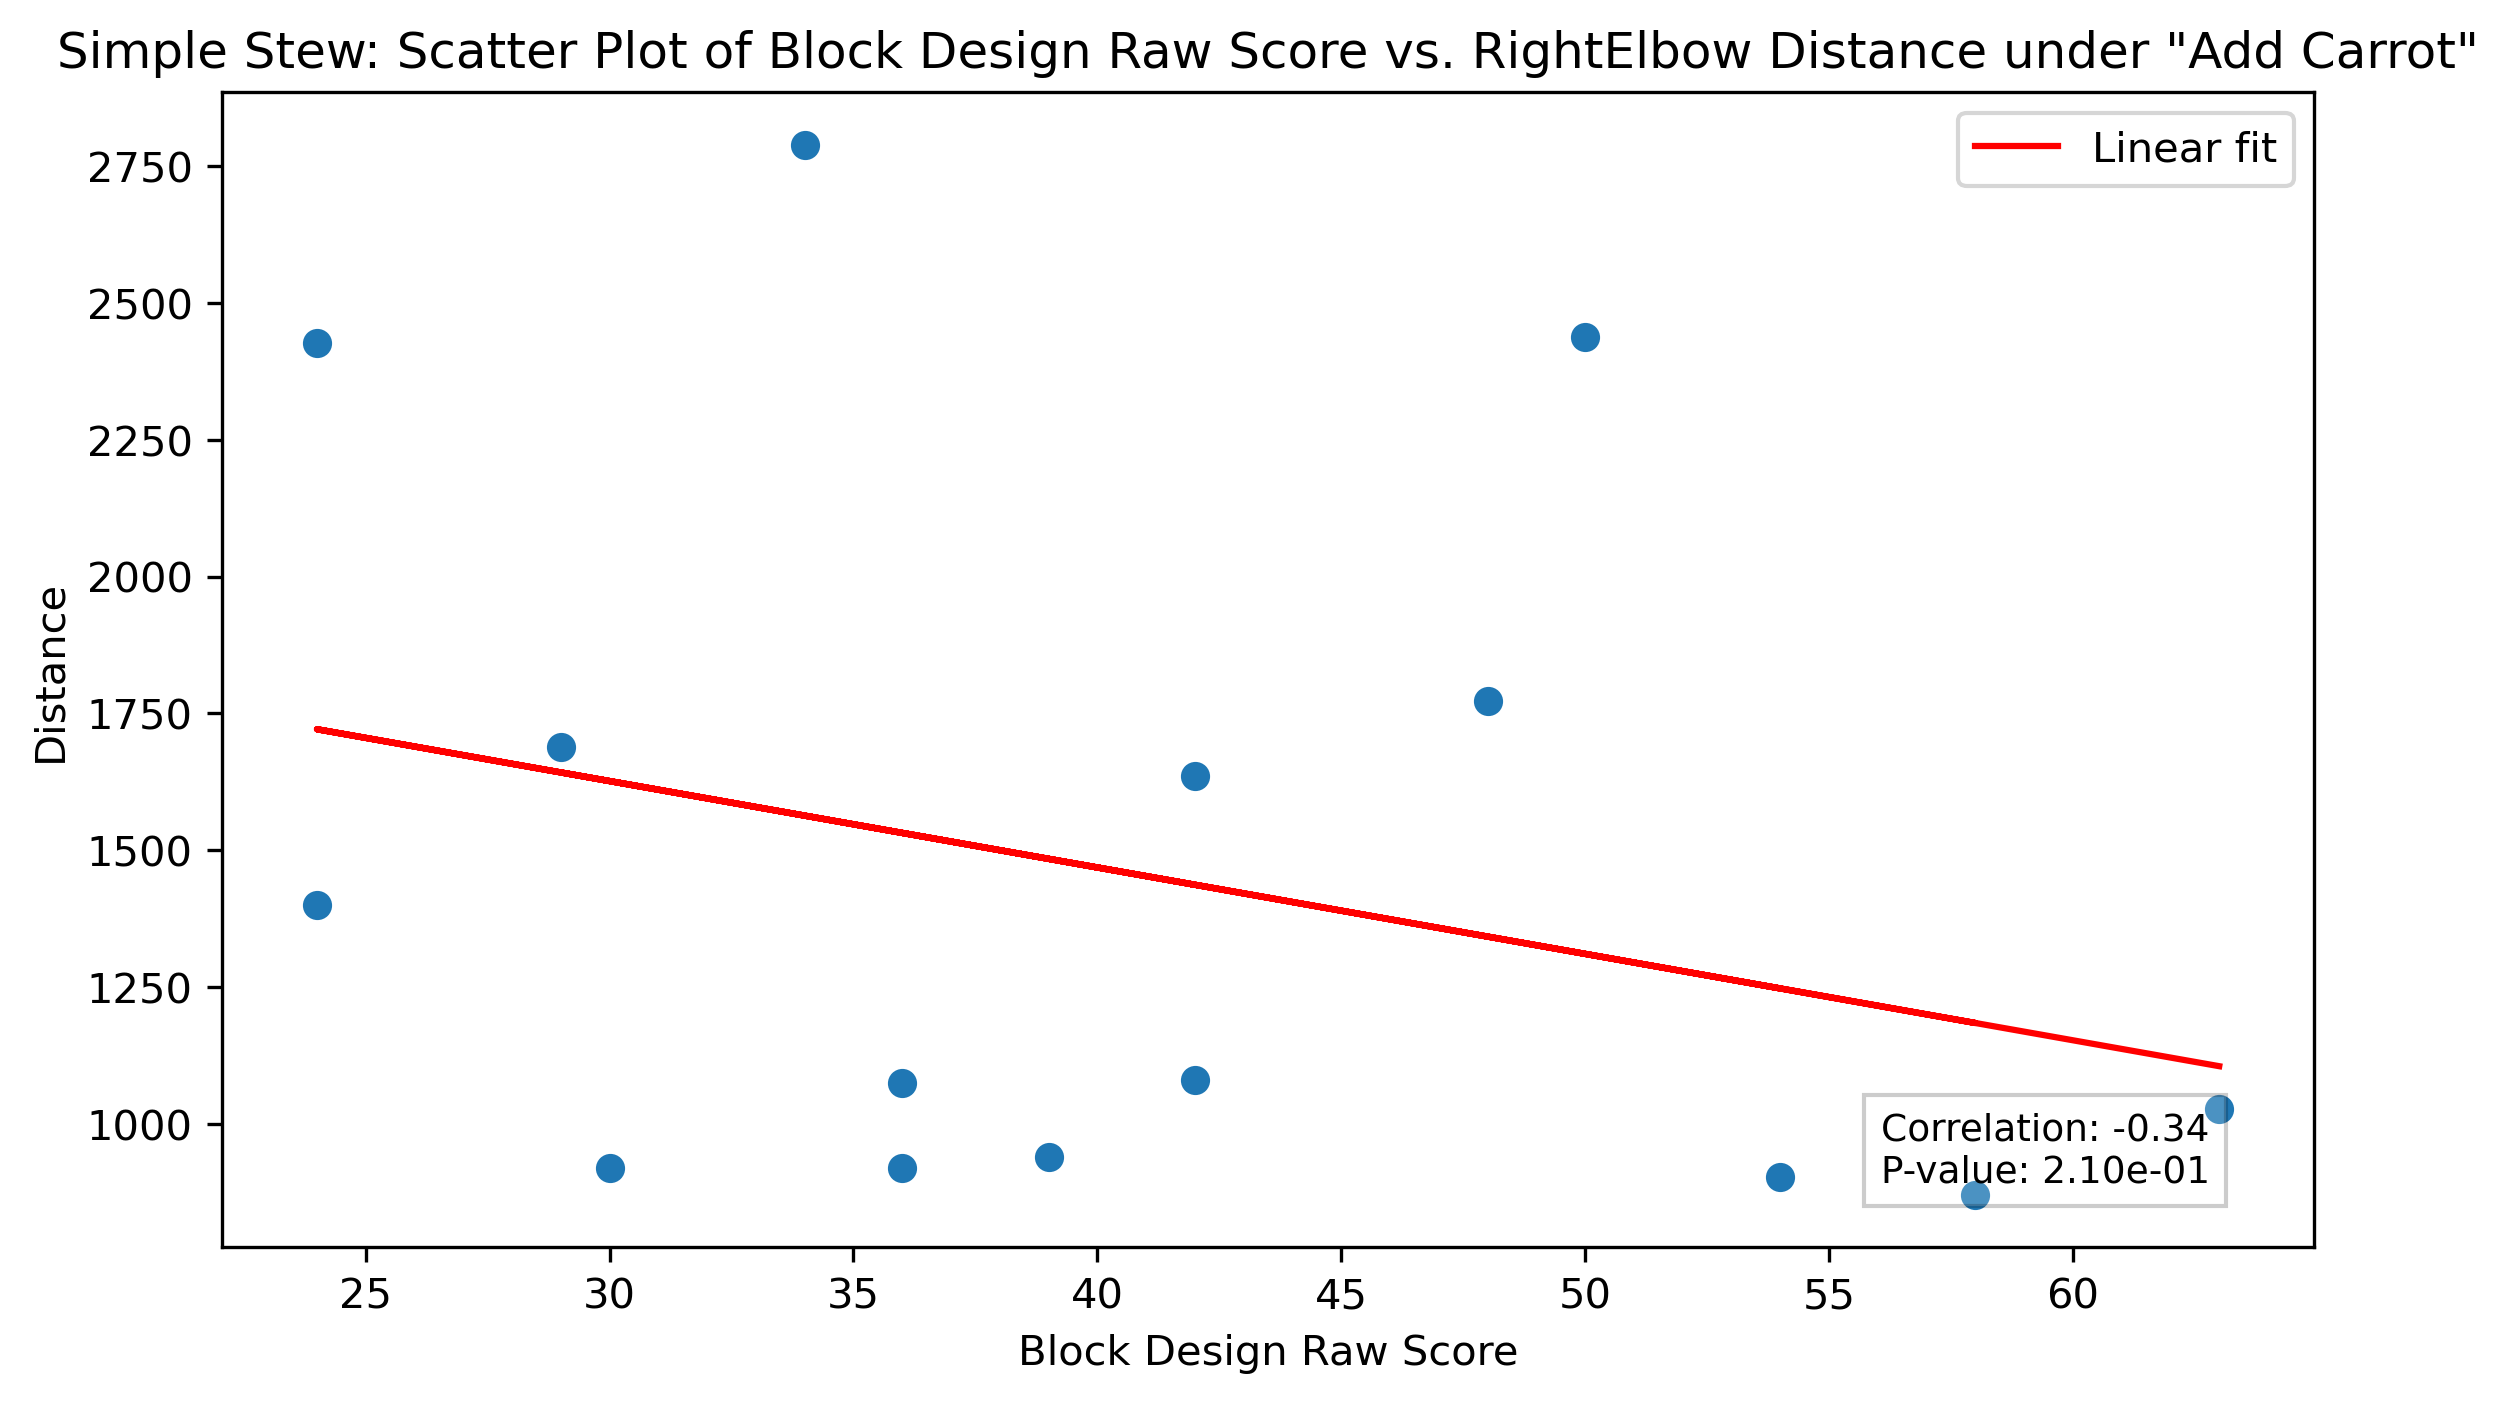 Simple Stew: Scatter Plot of Block Design Raw Score vs. RightElbow Distance under "Add Carrot"
Linear fit
2750
2500
2250
2000
1750
1500
1250
1000
Distance
Correlation: -0.34
P-value: 2.10e-01
25 30 35 40 45 50 55 60
Block Design Raw Score